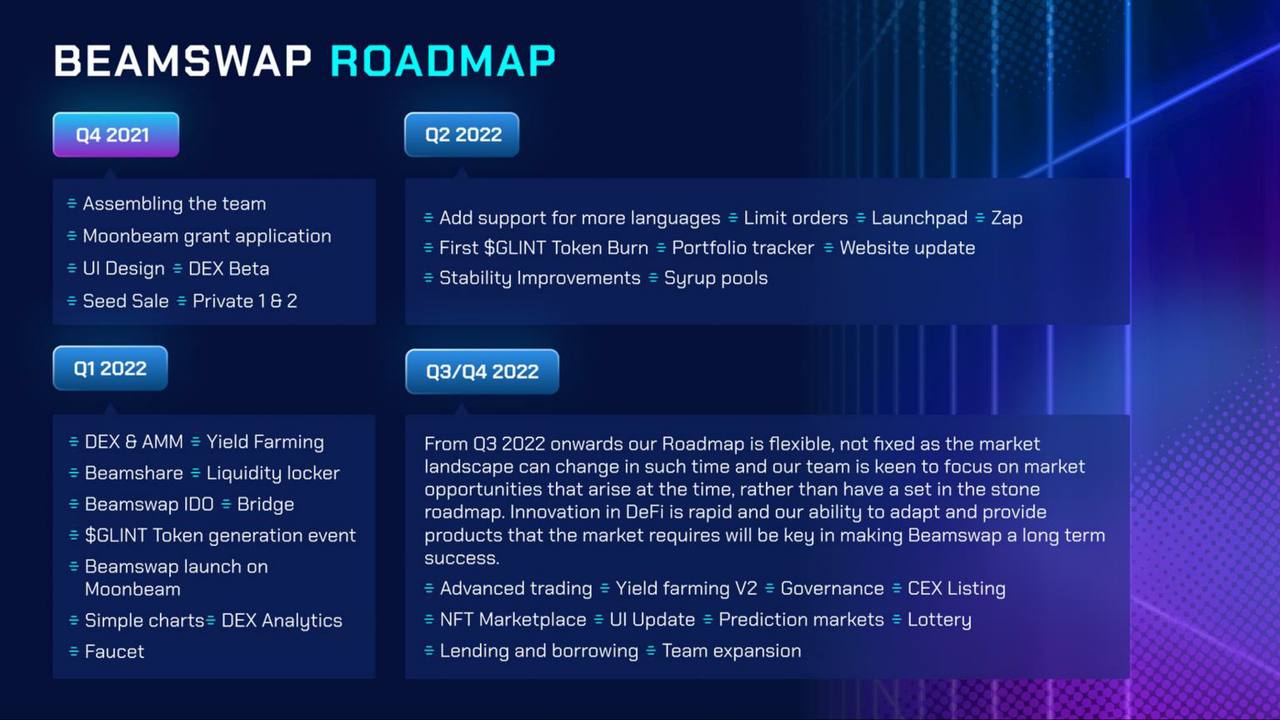 BEAMSWAP ROADMAP
Q4 2021
Assembling the team
Moonbeam grant application
UI Design = DEX Beta
Seed Sale = Private 1 & 2
Q2 2022
Add support for more languages = Limit orders = Launchpad = Zap
First $GLINT Token Burn = Portfolio tracker = Website update
Stability Improvements = Syrup pools
Q1 2022
DEX & AMM = Yield Farming
Beamshare = Liquidity locker
Beamswap IDO = Bridge
$GLINT Token generation event
Beamswap launch on
Moonbeam
Simple charts = DEX Analytics
Faucet
Q3/Q4 2022
From Q3 2022 onwards our Roadmap is flexible, not fixed as the market
landscape can change in such time and our team is keen to focus on market
opportunities that arise at the time, rather than have a set in the stone
roadmap. Innovation in DeFi is rapid and our ability to adapt and provide
products that the market requires will be key in making Beamswap a long term
success.
Advanced trading = Yield farming V2 = Governance = CEX Listing
NFT Marketplace = UI Update = Prediction markets = Lottery
Lending and borrowing = Team expansion